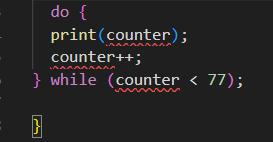 do {
print(counter);
counter++;
} while (counter < 77);
}